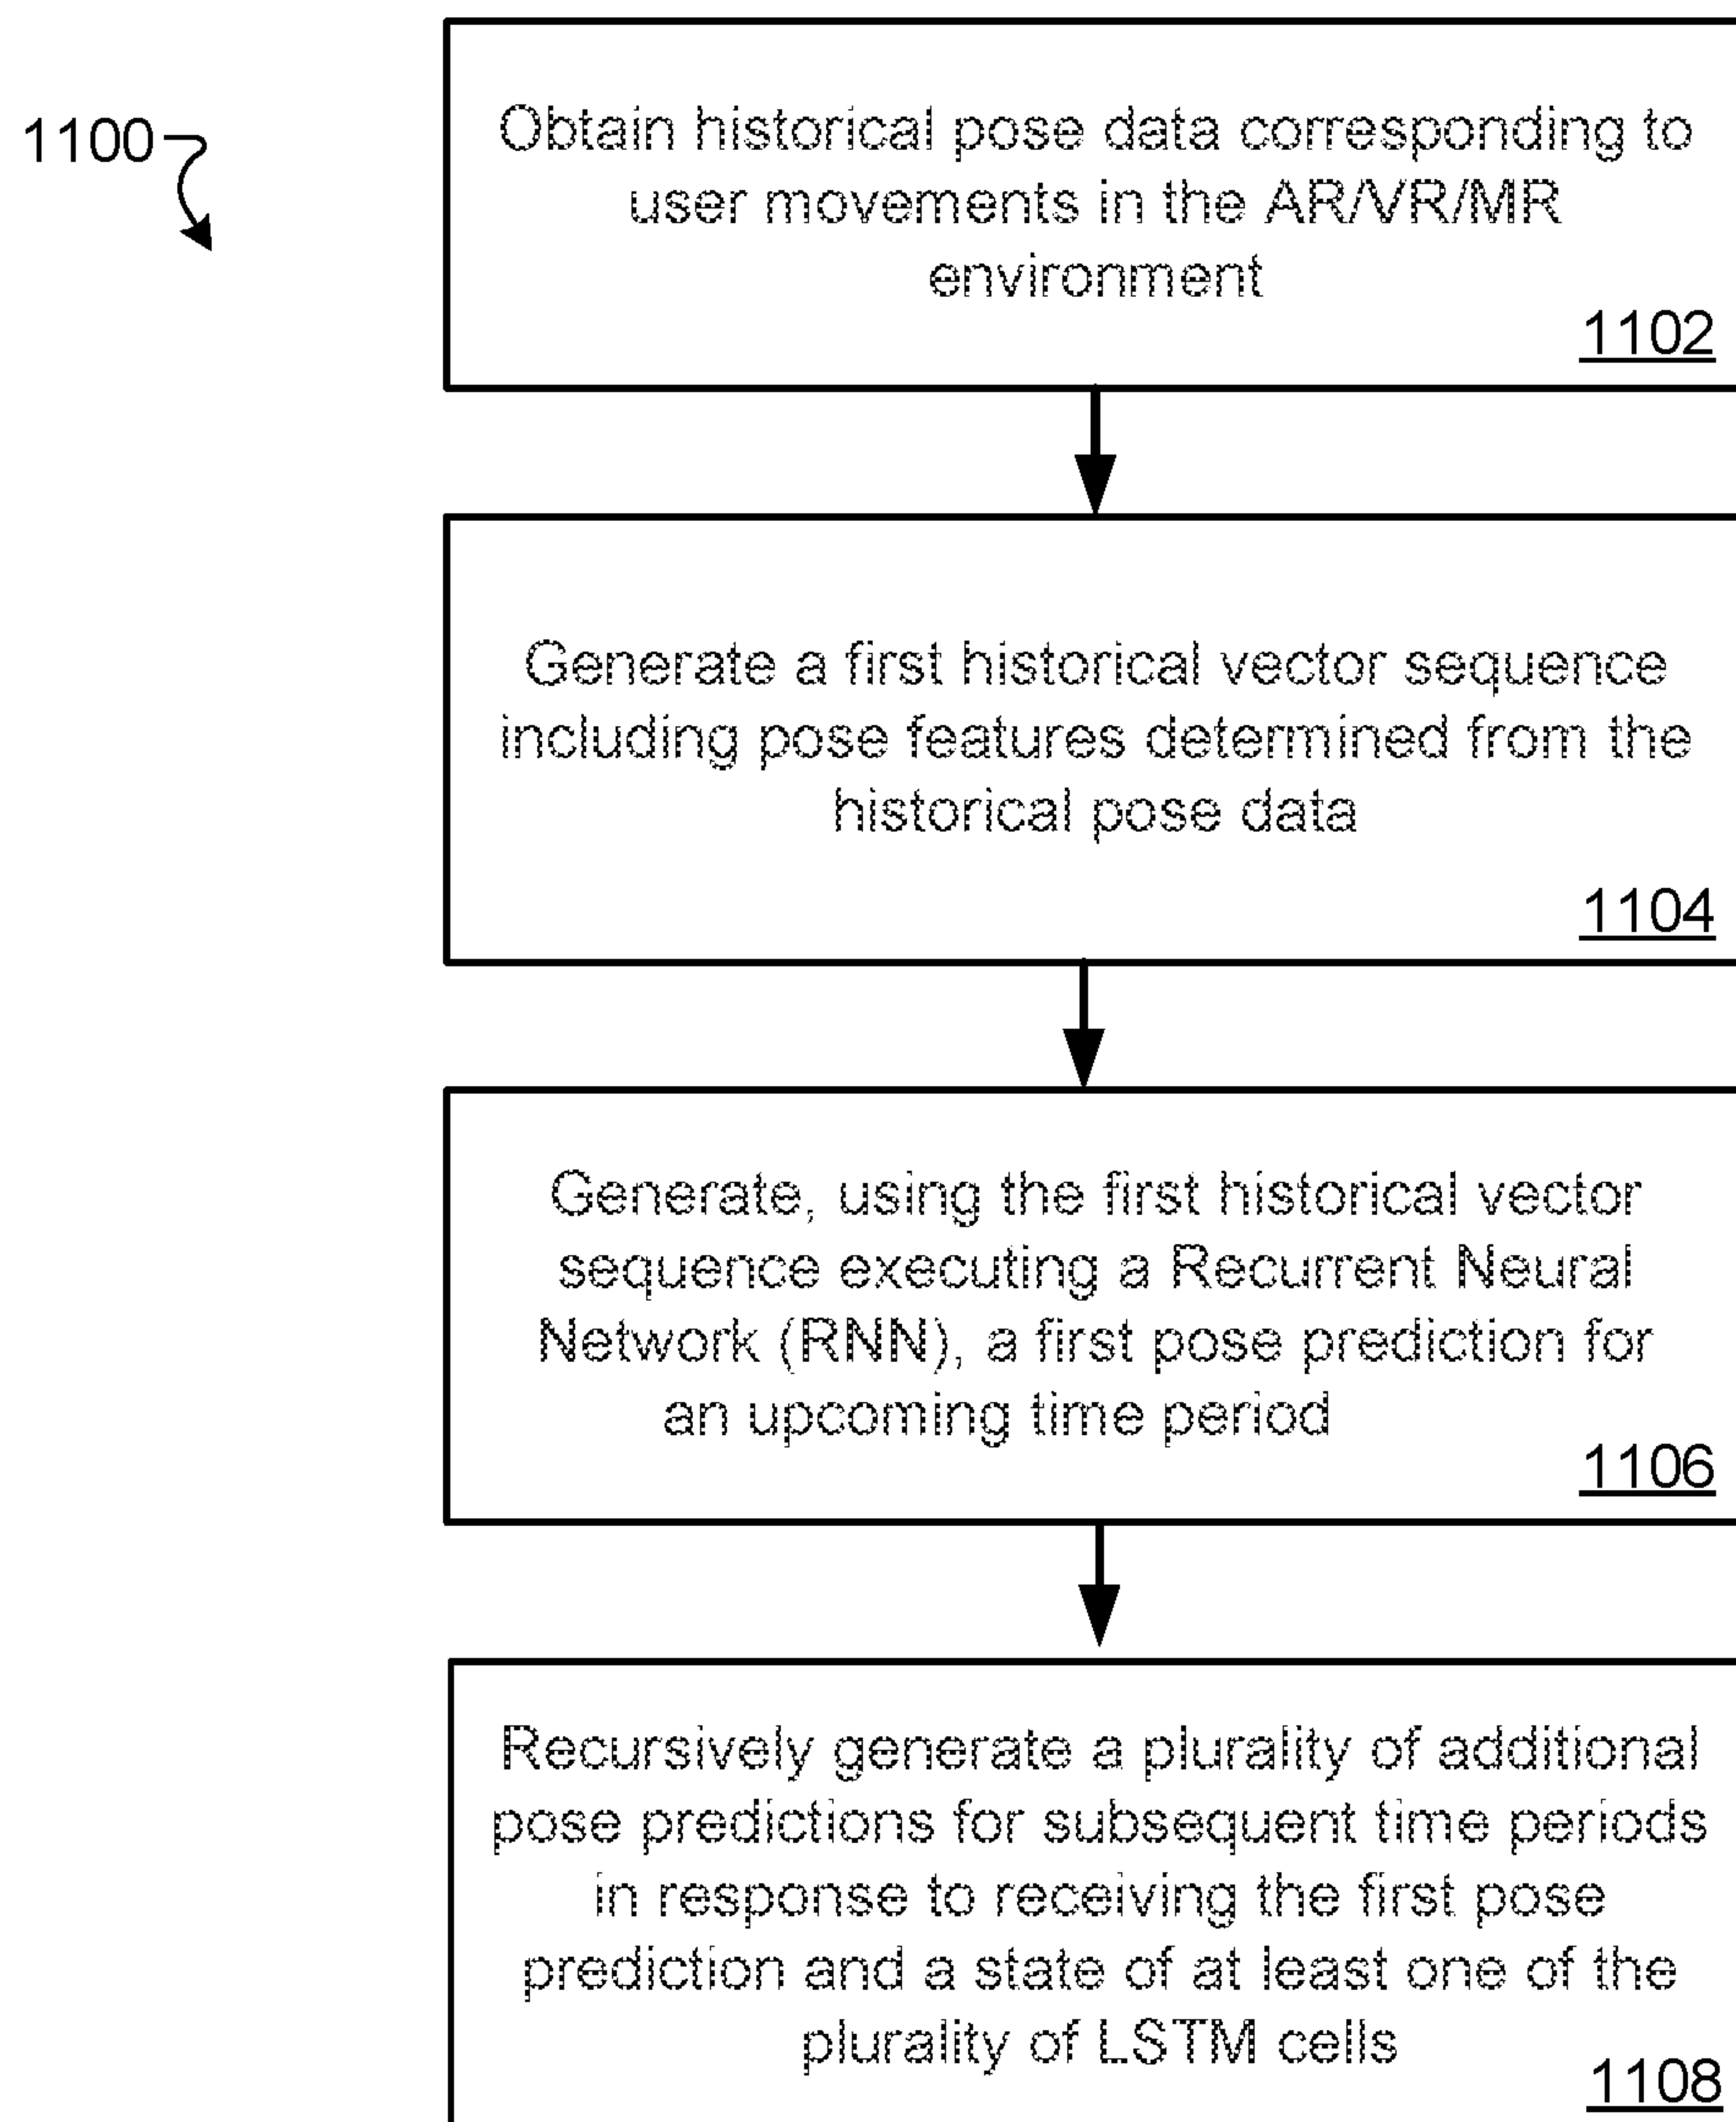 1100
Obtain historical pose data corresponding to
user movements in the AR/VR/MR
environment
1102
Generate a first historical vector sequence
including pose features determined from the
historical pose data
1104
Generate, using the first historical vector
sequence executing a Recurrent Neural
Network (RNN), a first pose prediction for
an upcoming time period
1106
Recursively generate a plurality of additional
pose predictions for subsequent time periods
in response to receiving the first pose
prediction and a state of at least one of the
plurality of LSTM cells
1108